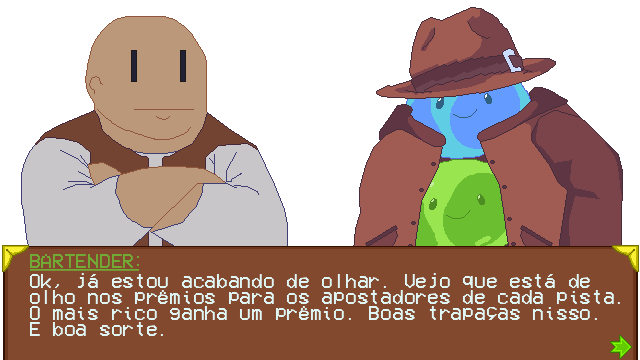 BARTENDER:
Ok, já estou acabando de olhar. Vejo que está de
olho nos prêmios para os apostadores de cada pista.
O mais rico ganha um prêmio. Boas trapaças nisso.
E boa sorte.